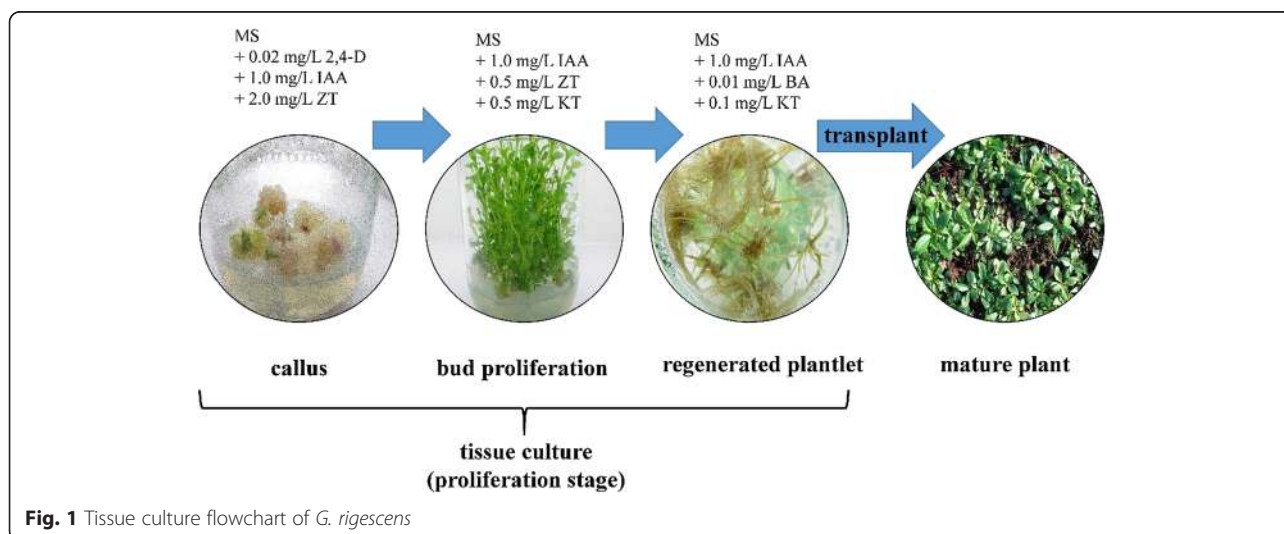 MS
+ 0.02 mg/L 2,4-D
+ 1.0 mg/L IAA
+ 2.0 mg/L ZT
MS
+ 1.0 mg/L IAA
+ 0.5 mg/L ZT
+ 0.5 mg/L KT
MS
+ 1.0 mg/L IAA
+ 0.01 mg/L BA
+ 0.1 mg/L KT
transplant
callus
bud proliferation
regenerated plantlet
mature plant
tissue culture
(proliferation stage)
Fig. 1 Tissue culture flowchart of G. rigescens